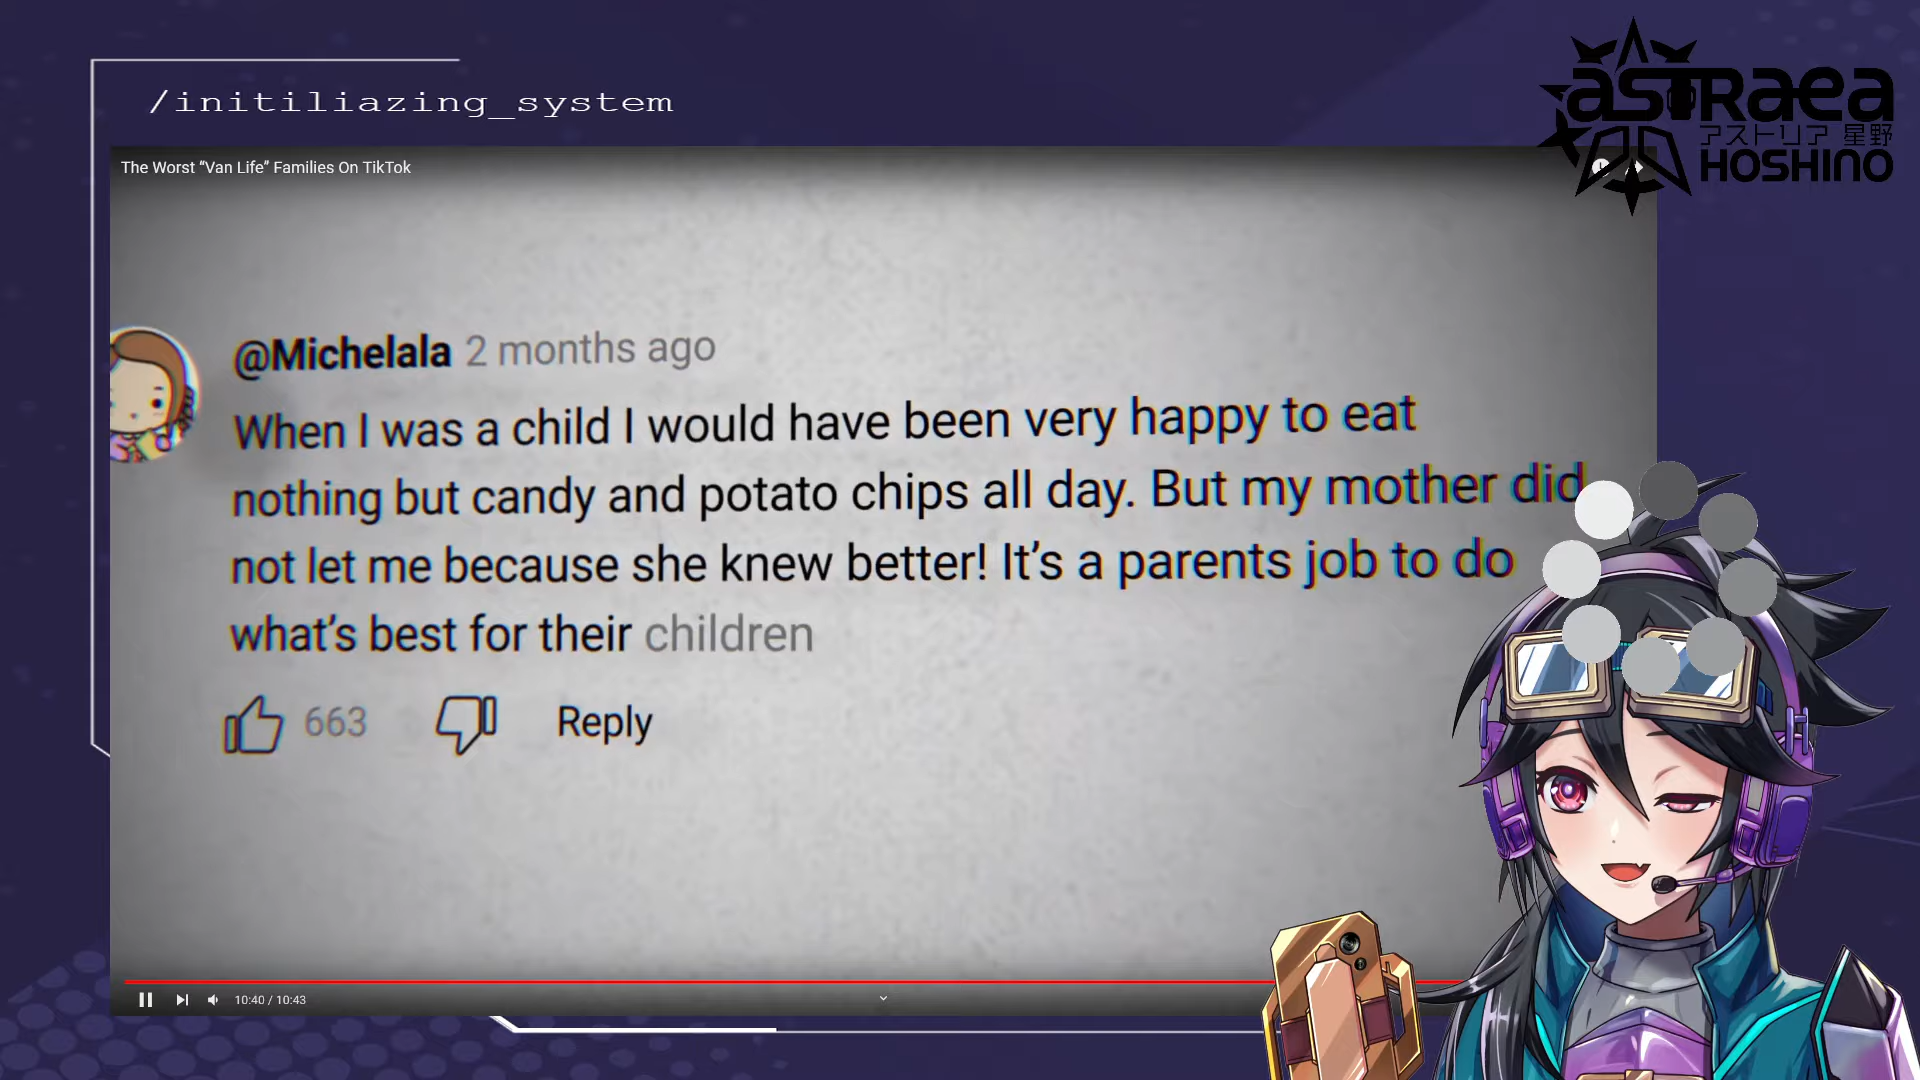 /initiliazing_system
ASTRAEA
アストリア 星野
HOSHINO
The Worst “Van Life” Families On TikTok
@Michelala 2 months ago
When I was a child I would have been very happy to eat
nothing but candy and potato chips all day. But my mother did
not let me because she knew better! It’s a parents job to do
what’s best for their children
663 Reply
10:40 / 10:43